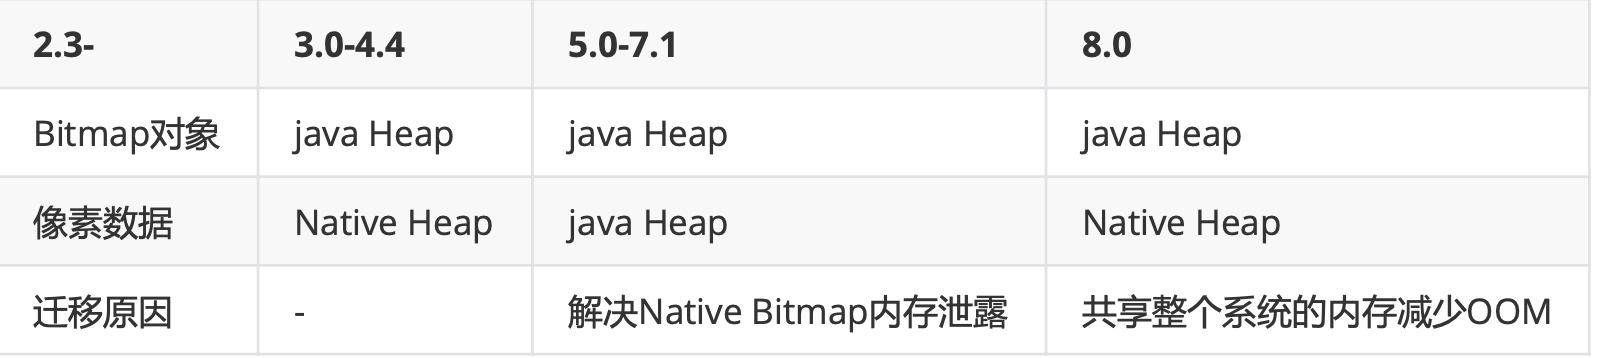 2.3- 3.0-4.4 5.0-7.1 8.0
Bitmap对象 java Heap java Heap java Heap
像素数据 Native Heap java Heap Native Heap
迁移原因 - 解决Native Bitmap内存泄露 共享整个系统的内存减少OOM